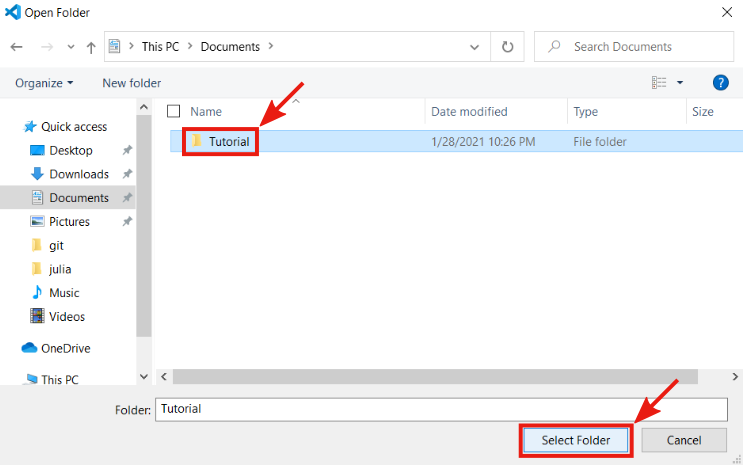 Open Folder
This PC Documents
Search Documents
Organize New folder
?
Name Date modified Type Size
Tutorial 1/28/2021 10:26 PM File folder
Quick access
Desktop
Downloads
Documents
Pictures
git
julia
Music
Videos
OneDrive
This PC
Folder: Tutorial
Select Folder Cancel